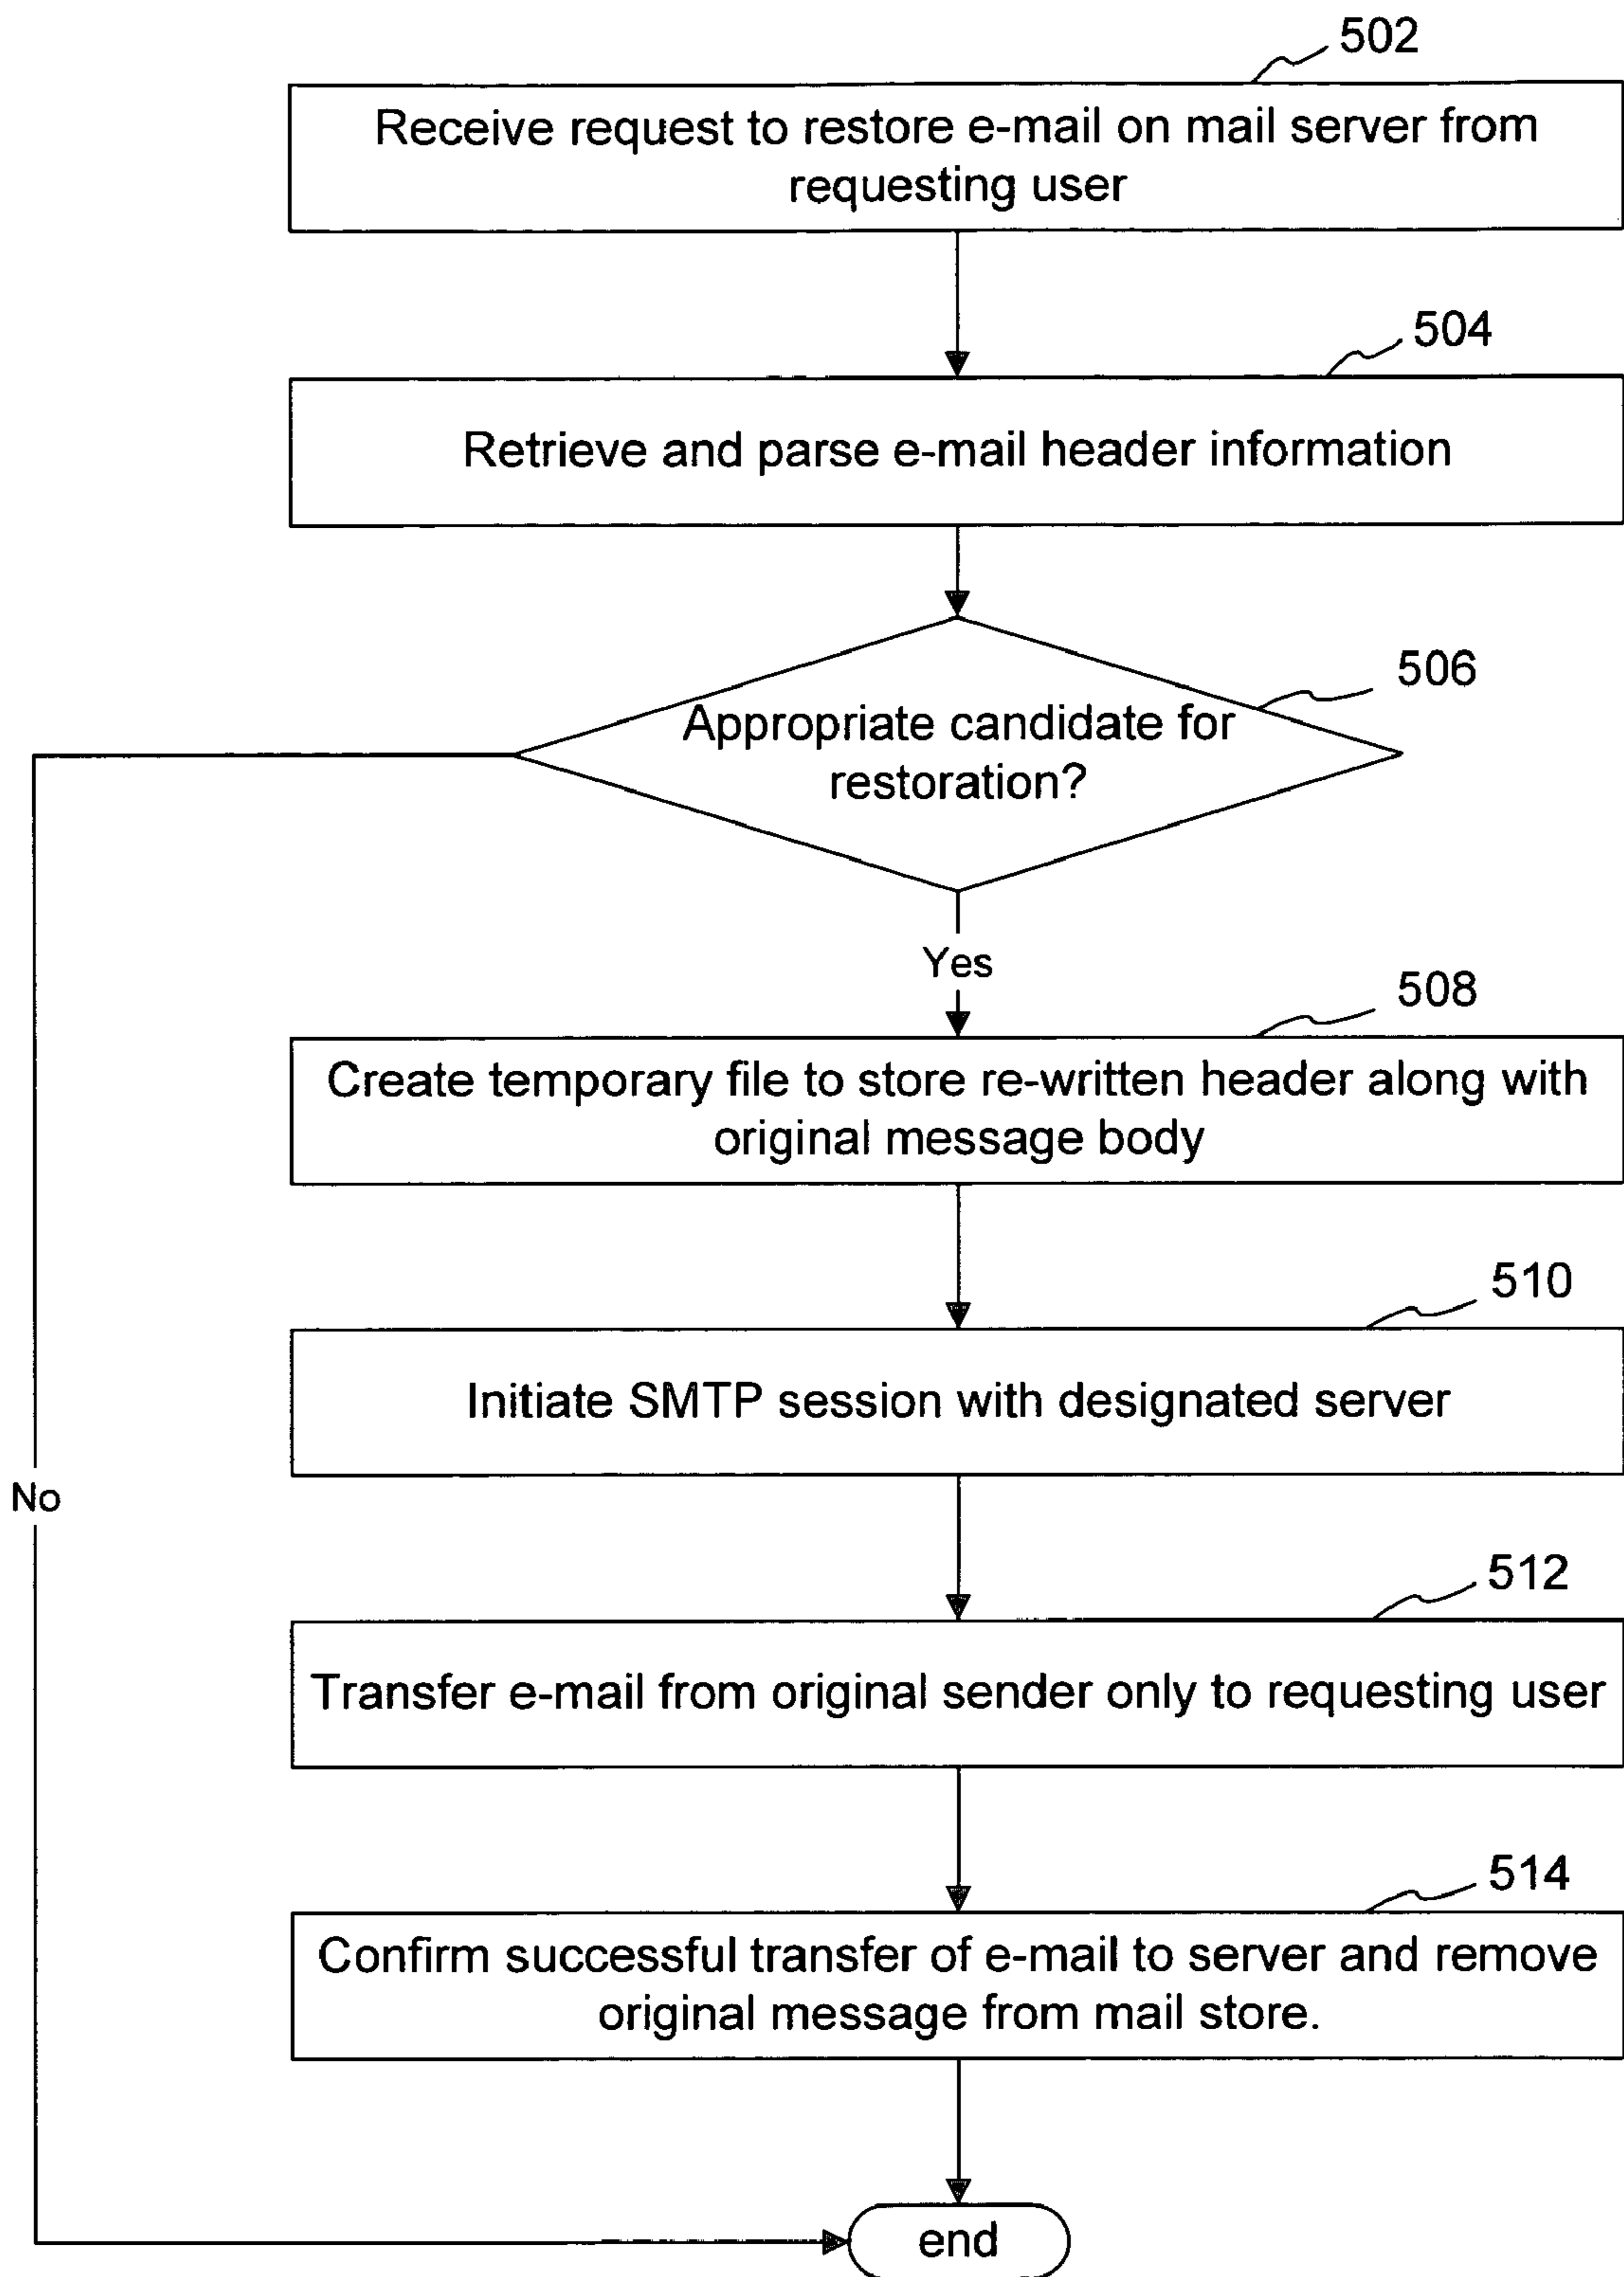 502
Receive request to restore e-mail on mail server from
requesting user
504
Retrieve and parse e-mail header information
506
Appropriate candidate for
restoration?
Yes
508
Create temporary file to store re-written header along with
original message body
510
Initiate SMTP session with designated server
No
512
Transfer e-mail from original sender only to requesting user
514
Confirm successful transfer of e-mail to server and remove
original message from mail store.
end